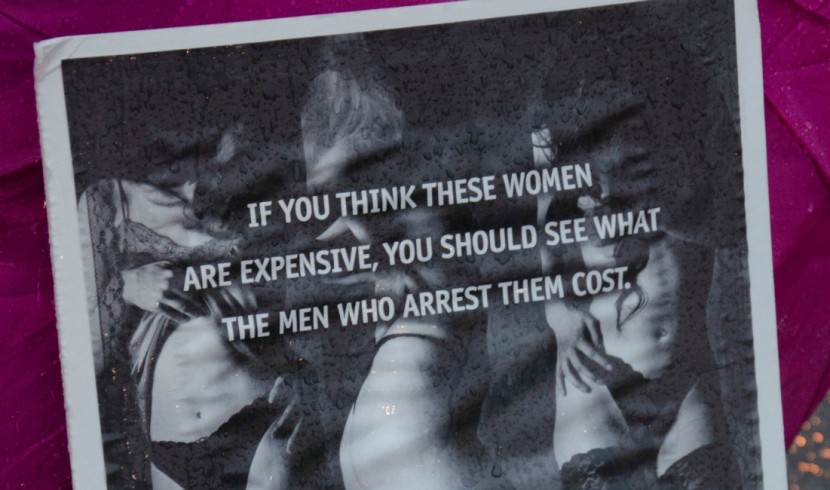 IF YOU THINK THESE WOMEN
ARE EXPENSIVE, YOU SHOULD SEE WHAT
THE MEN WHO ARREST THEM COST.